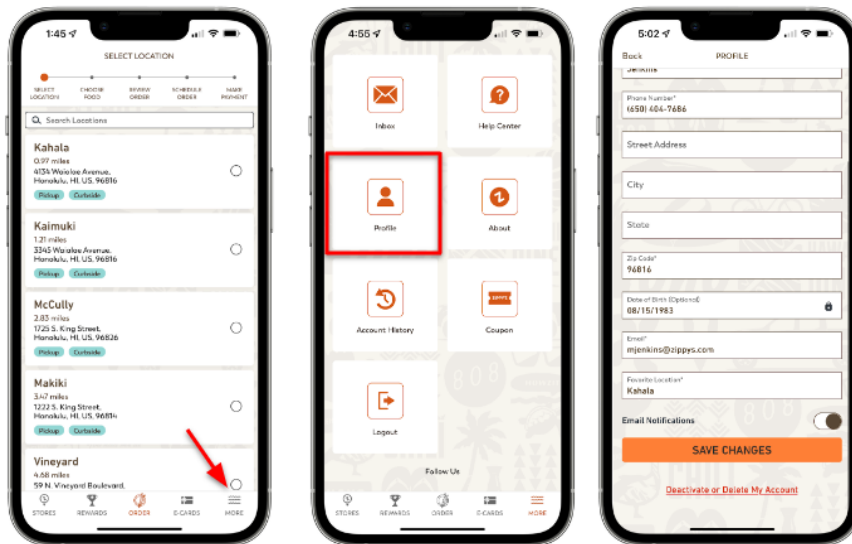 1:45
SELECT LOCATION
SELECT LOCATION
CHOOSE FOOD
REVIEW ORDER
SCHEDULE ORDER
MAKE PAYMENT
Search Locations
Kahala
0.97 miles
4134 Waialae Avenue,
Honolulu, HI, US, 96816
Pickup Curbside
Kaimuki
1.21 miles
3345 Waialae Avenue,
Honolulu, HI, US, 96816
Pickup Curbside
McCully
2.83 miles
1725 S. King Street,
Honolulu, HI, US, 96826
Pickup Curbside
Makiki
3.47 miles
1222 S. King Street,
Honolulu, HI, US, 96814
Pickup Curbside
Vineyard
4.68 miles
59 N. Vineyard Boulevard,
STORES REWARDS ORDER E-CARDS MORE
4:55
Inbox
Help Center
Profile
About
Account History
ZIPPYS
Coupon
808
Logout
Follow Us
STORES REWARDS ORDER E-CARDS MORE
5:02
Back PROFILE
Jenkins
Phone Number*
(650) 404-7686
Street Address
City
State
Zip Code*
96816
Date of Birth (Optional)
08/15/1983
Email*
mjenkins@zippys.com
Favorite Location*
Kahala
Email Notifications
SAVE CHANGES
Deactivate or Delete My Account